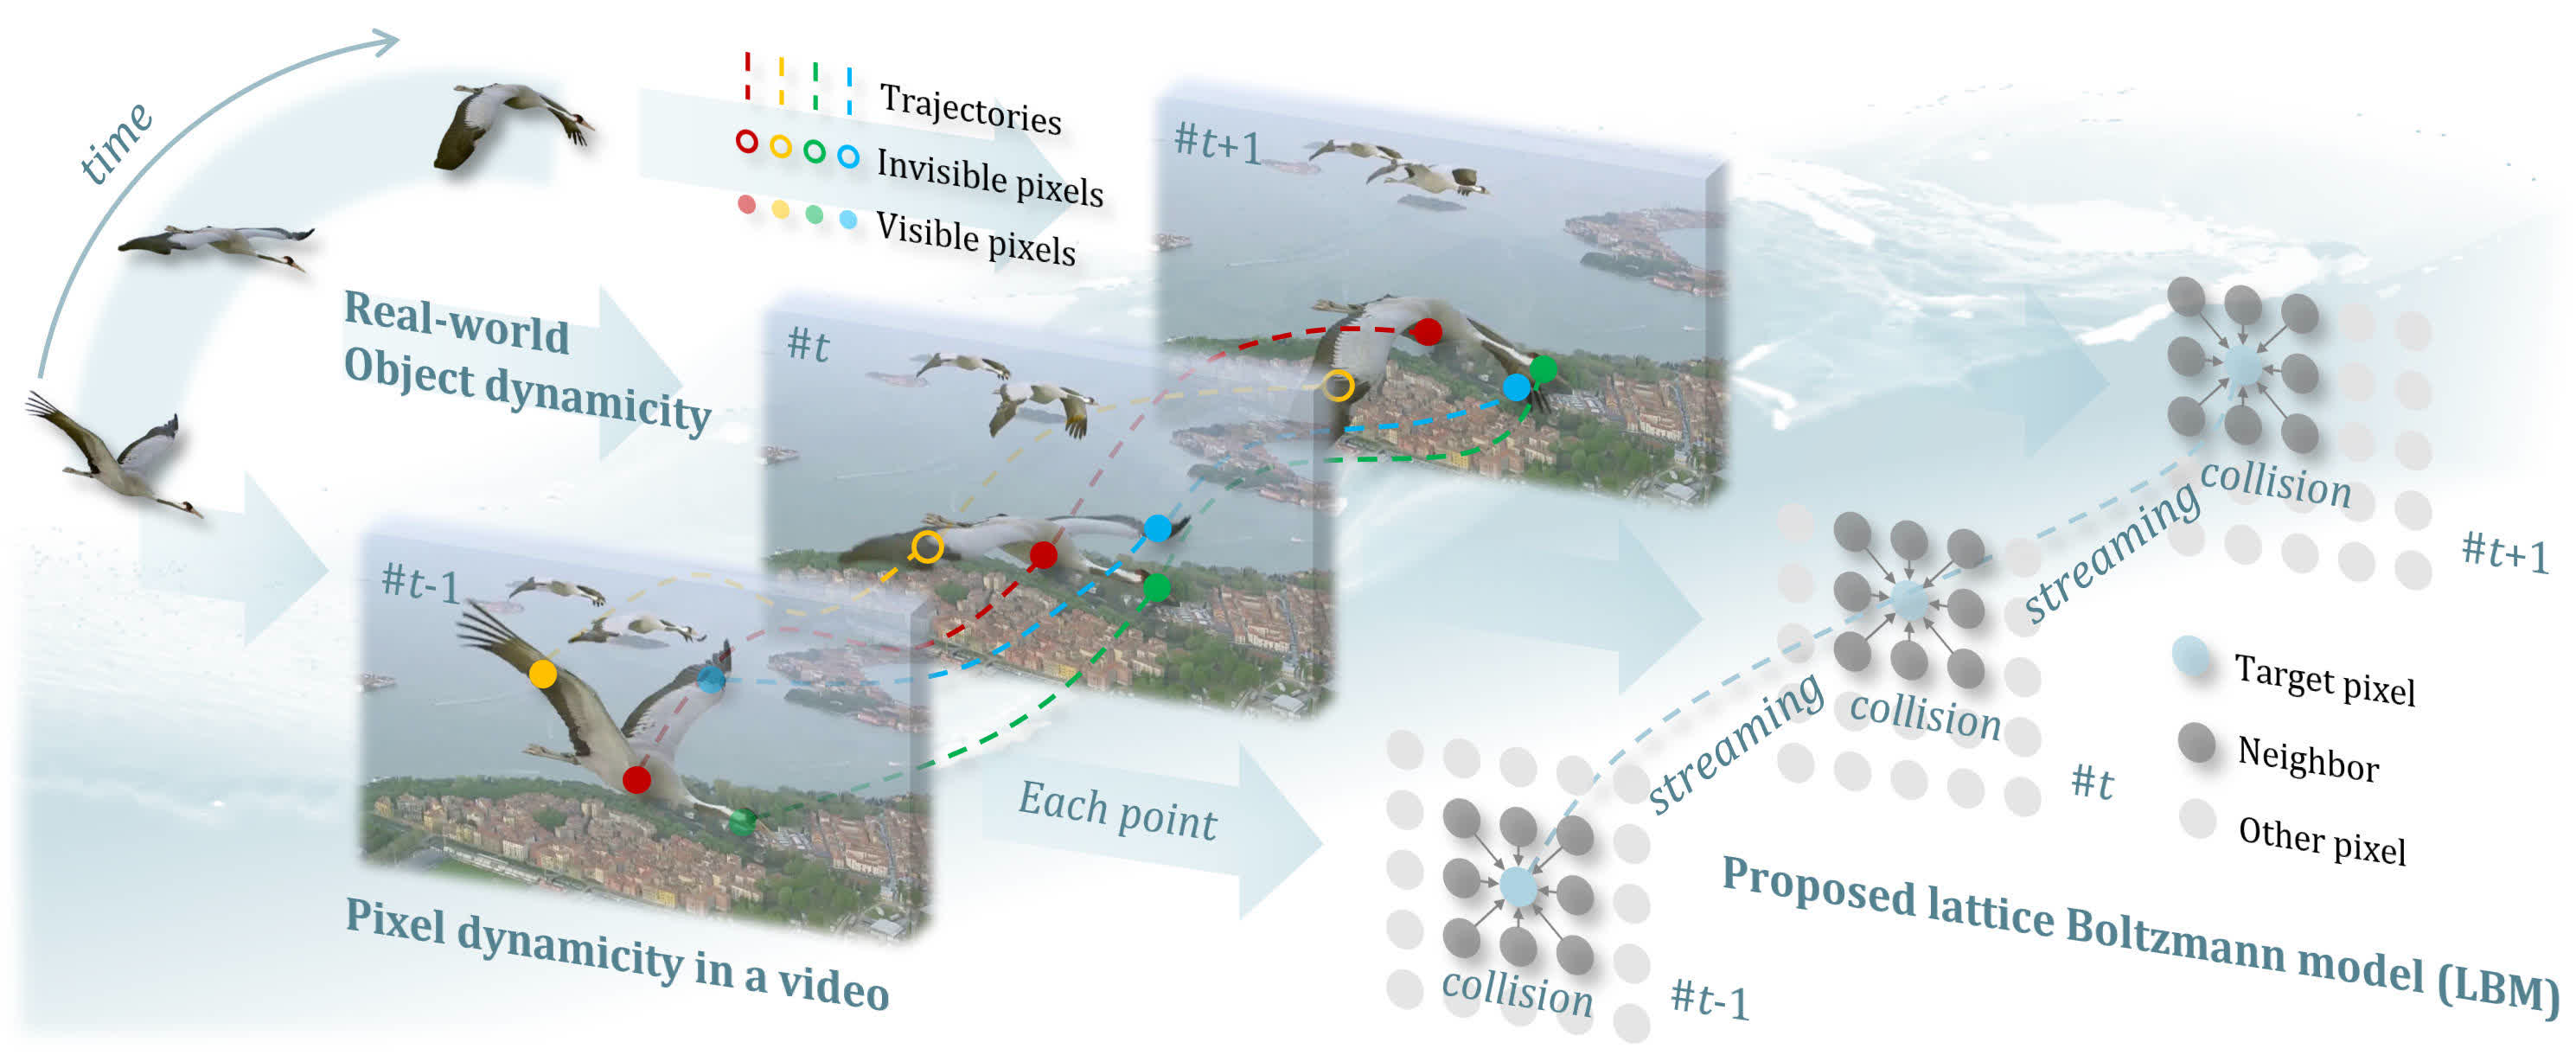 time
Trajectories
Invisible pixels
Visible pixels
Real-world
Object dynamicity
#t+1
#t
#t-1
Pixel dynamicity in a video
Each point
collision
#t+1
streaming
collision
#t
streaming
collision
#t-1
Target pixel
Neighbor
Other pixel
Proposed lattice Boltzmann model (LBM)